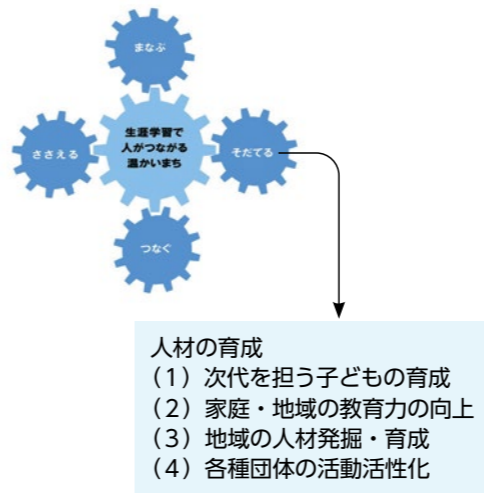 まなぶ
ささえる
生涯学習で
人がつながる
温かいまち
そだてる
つなぐ
人材の育成
（1）次代を担う子どもの育成
（2）家庭・地域の教育力の向上
（3）地域の人材発掘・育成
（4）各種団体の活動活性化